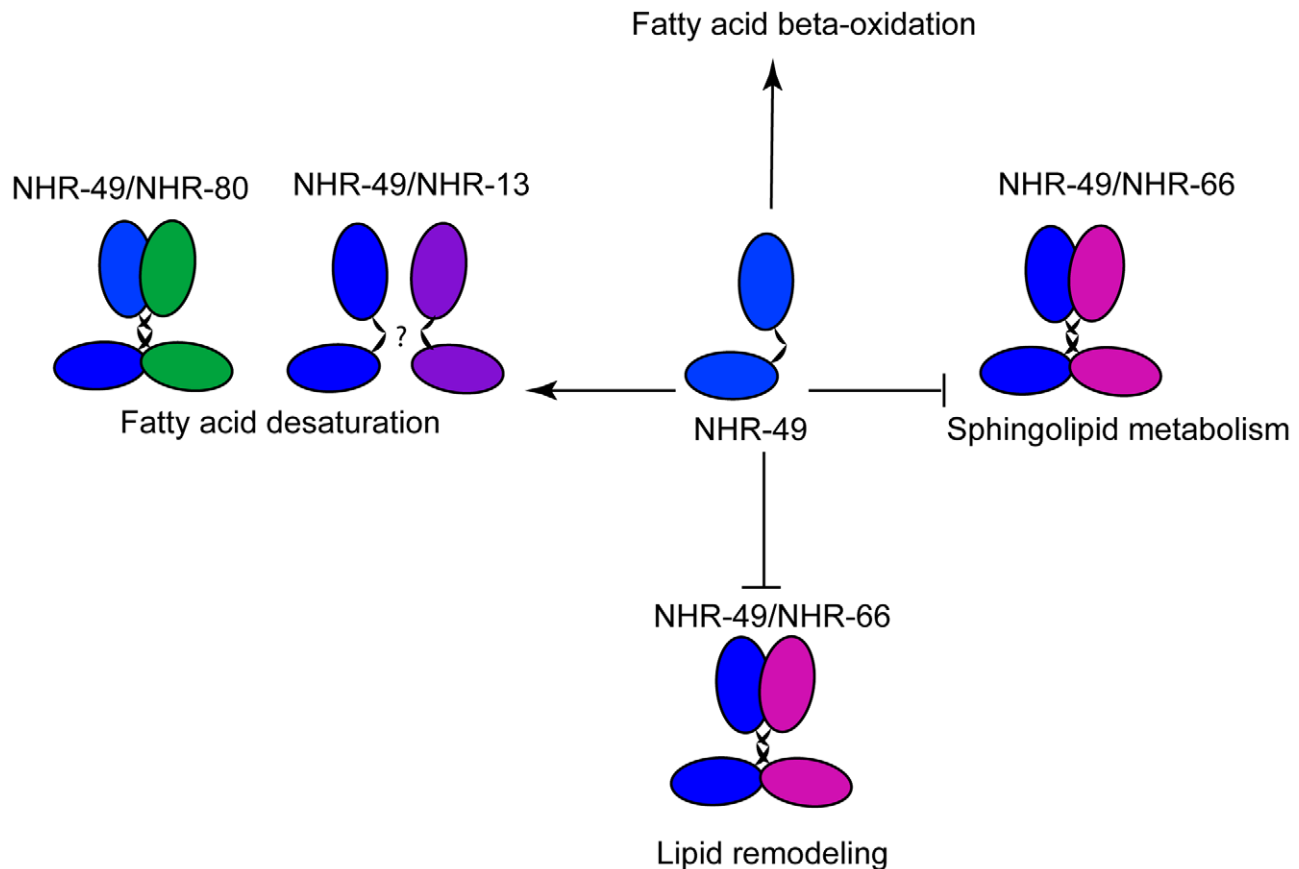 Fatty acid beta-oxidation
NHR-49/NHR-80
NHR-49/NHR-13
NHR-49/NHR-66
?
Fatty acid desaturation
NHR-49
Sphingolipid metabolism
NHR-49/NHR-66
Lipid remodeling